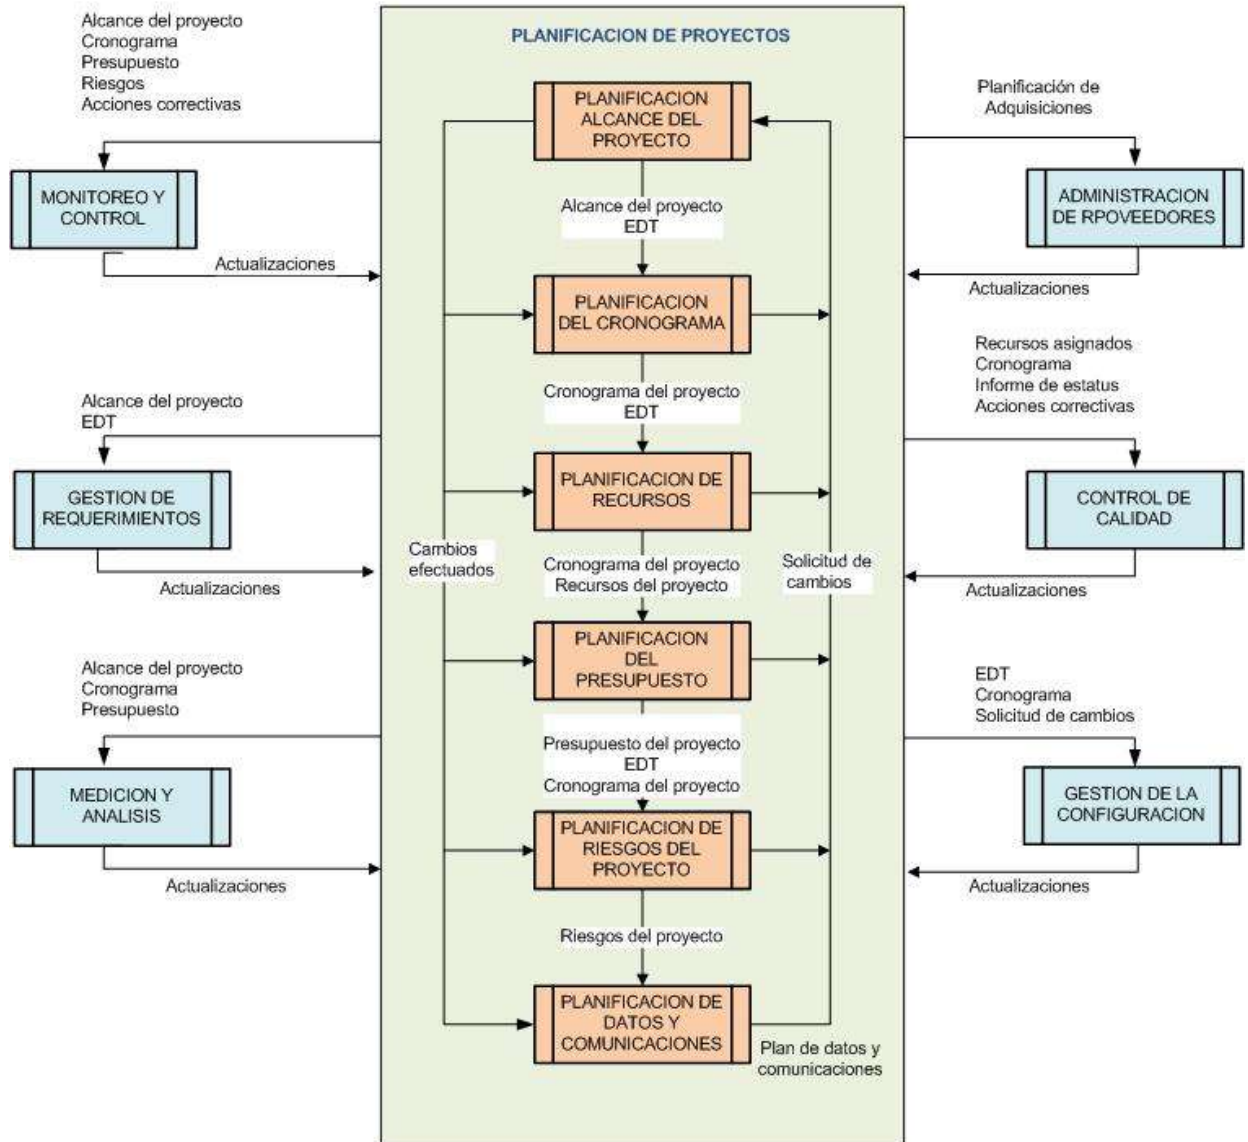 PLANIFICACION DE PROYECTOS
Alcance del proyecto
Cronograma
Presupuesto
Riesgos
Acciones correctivas
MONITOREO Y
CONTROL
Actualizaciones
Alcance del proyecto
EDT
GESTION DE
REQUERIMIENTOS
Actualizaciones
Alcance del proyecto
Cronograma
Presupuesto
MEDICION Y
ANALISIS
Actualizaciones
PLANIFICACION
ALCANCE DEL
PROYECTO
Alcance del proyecto
EDT
PLANIFICACION
DEL CRONOGRAMA
Cronograma del proyecto
EDT
PLANIFICACION DE
RECURSOS
Cambios
efectuados
Cronograma del proyecto
Recursos del proyecto
Solicitud de
cambios
PLANIFICACION
DEL
PRESUPUESTO
Presupuesto del proyecto
EDT
Cronograma del proyecto
PLANIFICACION DE
RIESGOS DEL
PROYECTO
Riesgos del proyecto
PLANIFICACION DE
DATOS Y
COMUNICACIONES
Plan de datos y
comunicaciones
Planificación de
Adquisiciones
ADMINISTRACION
DE RPOVEEDORES
Actualizaciones
Recursos asignados
Cronograma
Informe de estatus
Acciones correctivas
CONTROL DE
CALIDAD
Actualizaciones
EDT
Cronograma
Solicitud de cambios
GESTION DE LA
CONFIGURACION
Actualizaciones